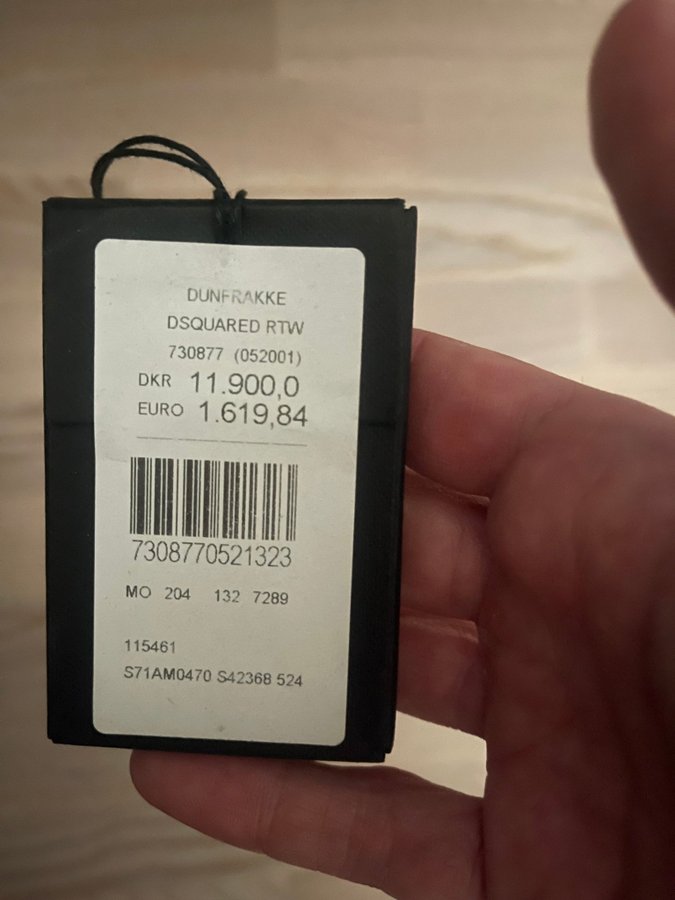 DUNFRAKKE
DSQUARED RTW
730877 (052001)
DKR 11.900,0
EURO 1.619,84
7308770521323
MO 204 132 7289
115461
S71AM0470 S42368 524